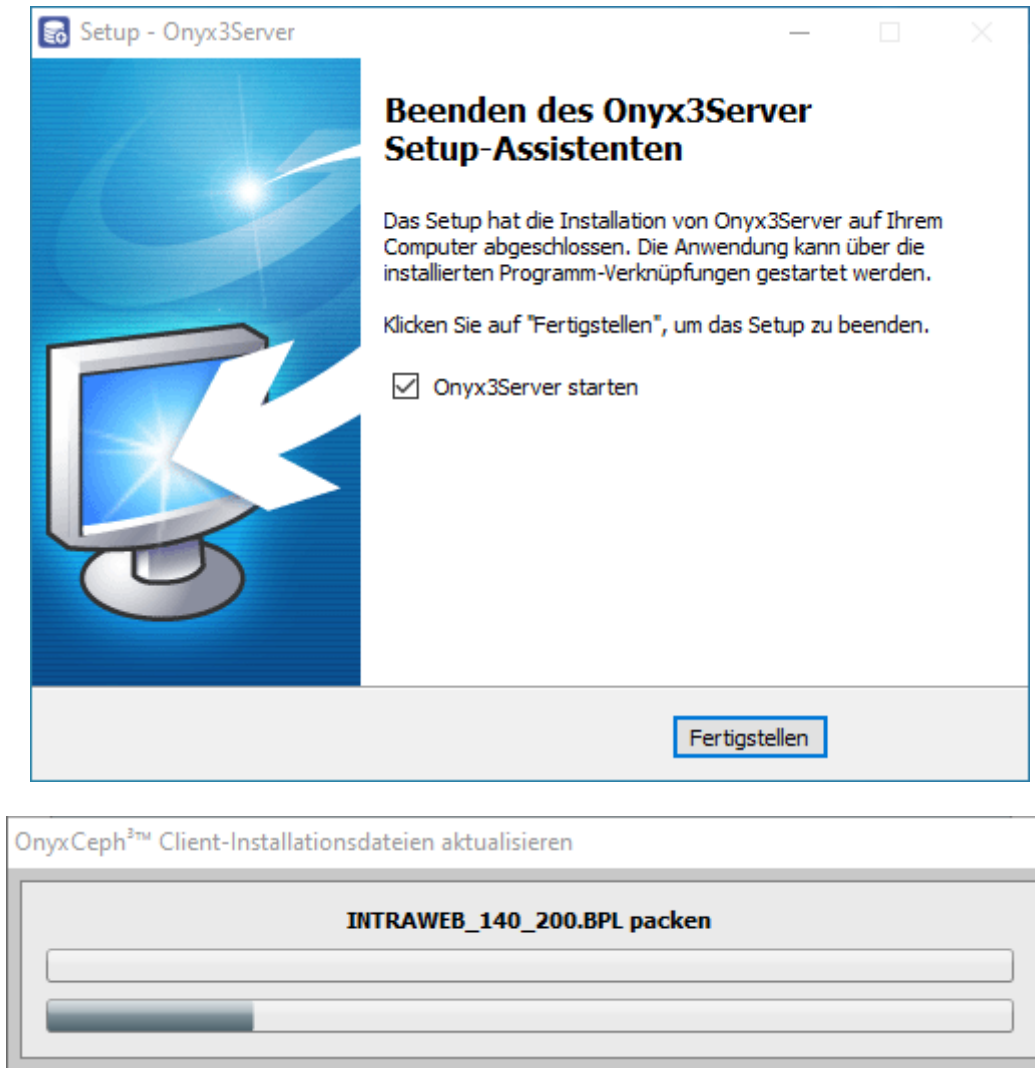 Setup - Onyx3Server
Beenden des Onyx3Server
Setup-Assistenten
Das Setup hat die Installation von Onyx3Server auf Ihrem
Computer abgeschlossen. Die Anwendung kann über die
installierten Programm-Verknüpfungen gestartet werden.
Klicken Sie auf "Fertigstellen", um das Setup zu beenden.
Onyx3Server starten
Fertigstellen
OnyxCeph³™ Client-Installationsdateien aktualisieren
INTRAWEB_140_200.BPL packen